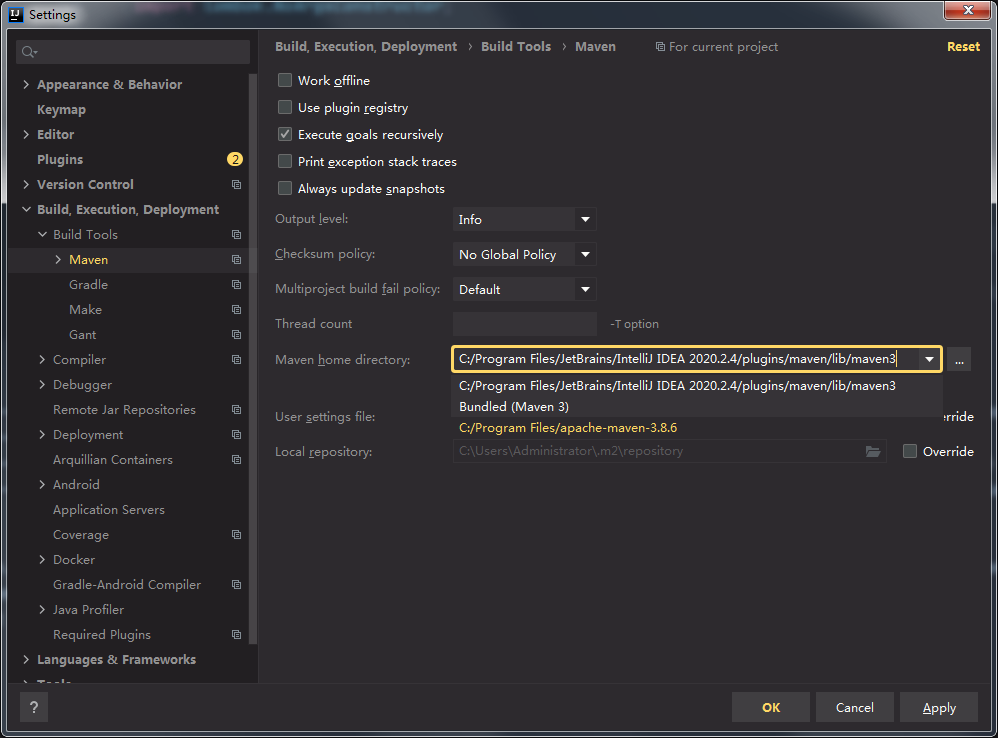 Settings
Build, Execution, Deployment › Build Tools › Maven For current project Reset
Appearance & Behavior
Keymap
Editor
Plugins 2
Version Control
Build, Execution, Deployment
Build Tools
Maven
Gradle
Make
Gant
Compiler
Debugger
Remote Jar Repositories
Deployment
Arquillian Containers
Android
Application Servers
Coverage
Docker
Gradle-Android Compiler
Java Profiler
Required Plugins
Languages & Frameworks
Tools
Work offline
Use plugin registry
Execute goals recursively
Print exception stack traces
Always update snapshots
Output level: Info
Checksum policy: No Global Policy
Multiproject build fail policy: Default
Thread count -T option
Maven home directory: C:/Program Files/JetBrains/IntelliJ IDEA 2020.2.4/plugins/maven/lib/maven3 ...
C:/Program Files/JetBrains/IntelliJ IDEA 2020.2.4/plugins/maven/lib/maven3
Bundled (Maven 3)
User settings file: erride
C:/Program Files/apache-maven-3.8.6
Local repository: C:\Users\Administrator\.m2\repository Override
? OK Cancel Apply